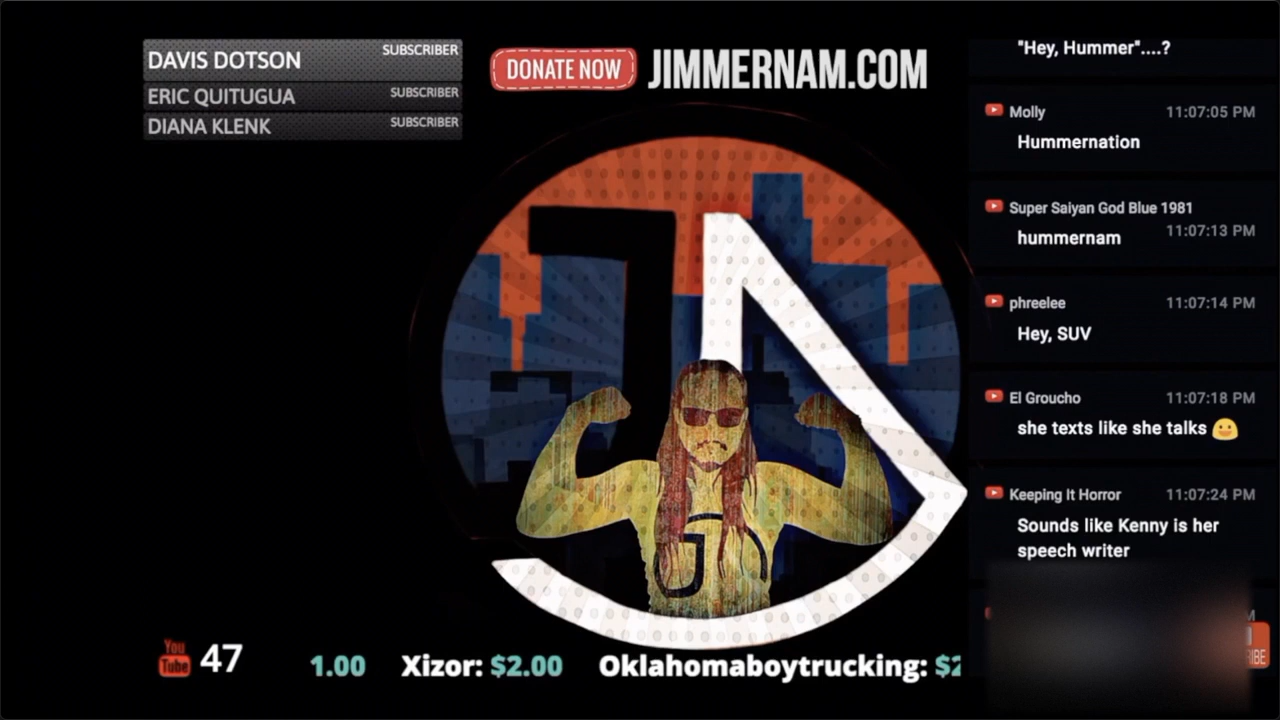 DAVIS DOTSON SUBSCRIBER
ERIC QUITUGUA SUBSCRIBER
DIANA KLENK SUBSCRIBER
DONATE NOW JIMMERNAM.COM
"Hey, Hummer"....?
Molly 11:07:05 PM
Hummernation
Super Saiyan God Blue 1981
11:07:13 PM
hummernam
phreelee 11:07:14 PM
Hey, SUV
El Groucho 11:07:18 PM
she texts like she talks 😀
Keeping It Horror 11:07:24 PM
Sounds like Kenny is her
speech writer
You
Tube
47
1.00 Xizor: $2.00 Oklahomaboytrucking: